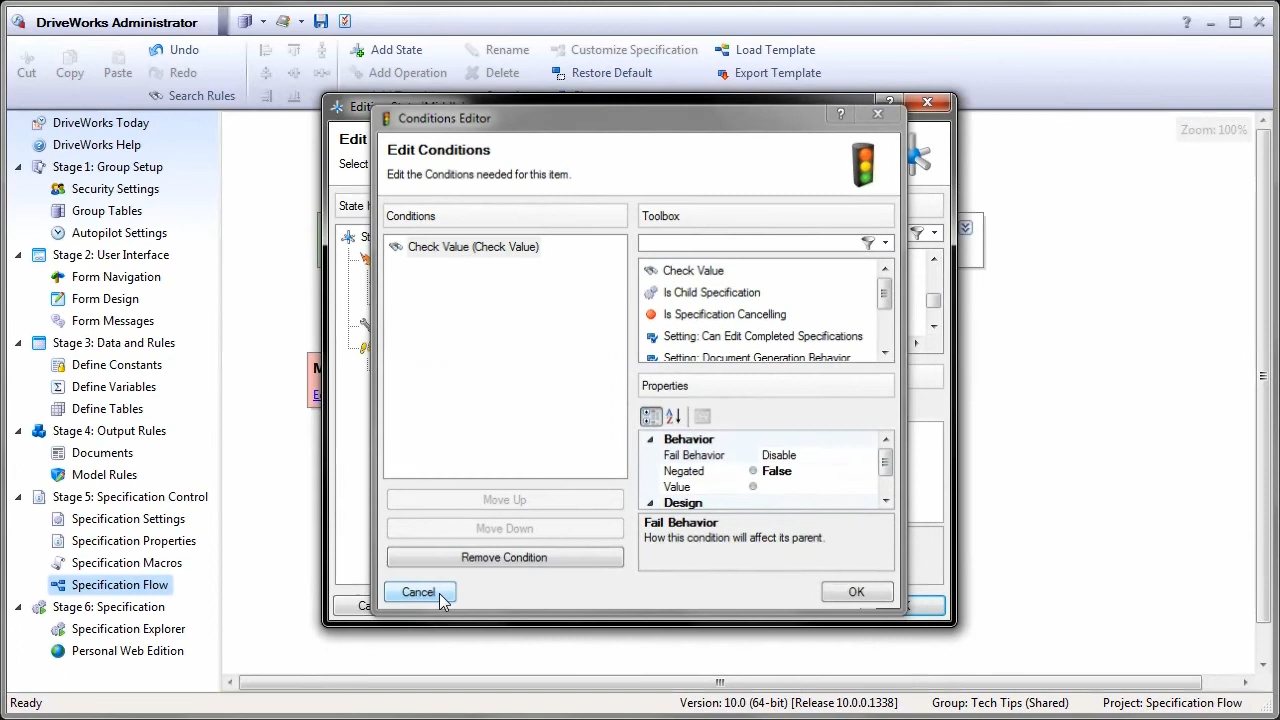 DriveWorks Administrator
Cut
Copy
Paste
Undo
Redo
Search Rules
Add State
Add Operation
Rename
Delete
Customize Specification
Restore Default
Load Template
Export Template
DriveWorks Today
DriveWorks Help
Stage 1: Group Setup
Security Settings
Group Tables
Autopilot Settings
Stage 2: User Interface
Form Navigation
Form Design
Form Messages
Stage 3: Data and Rules
Define Constants
Define Variables
Define Tables
Stage 4: Output Rules
Documents
Model Rules
Stage 5: Specification Control
Specification Settings
Specification Properties
Specification Macros
Specification Flow
Stage 6: Specification
Specification Explorer
Personal Web Edition
Zoom: 100%
Edit
Select
State
Conditions Editor
Edit Conditions
Edit the Conditions needed for this item.
Conditions
Check Value (Check Value)
Move Up
Move Down
Remove Condition
Cancel
Toolbox
Check Value
Is Child Specification
Is Specification Cancelling
Setting: Can Edit Completed Specifications
Setting: Document Generation Behavior
Properties
Behavior
Fail Behavior Disable
Negated False
Value
Design
Fail Behavior
How this condition will affect its parent.
OK
Ready
Version: 10.0 (64-bit) [Release 10.0.0.1338]
Group: Tech Tips (Shared)
Project: Specification Flow